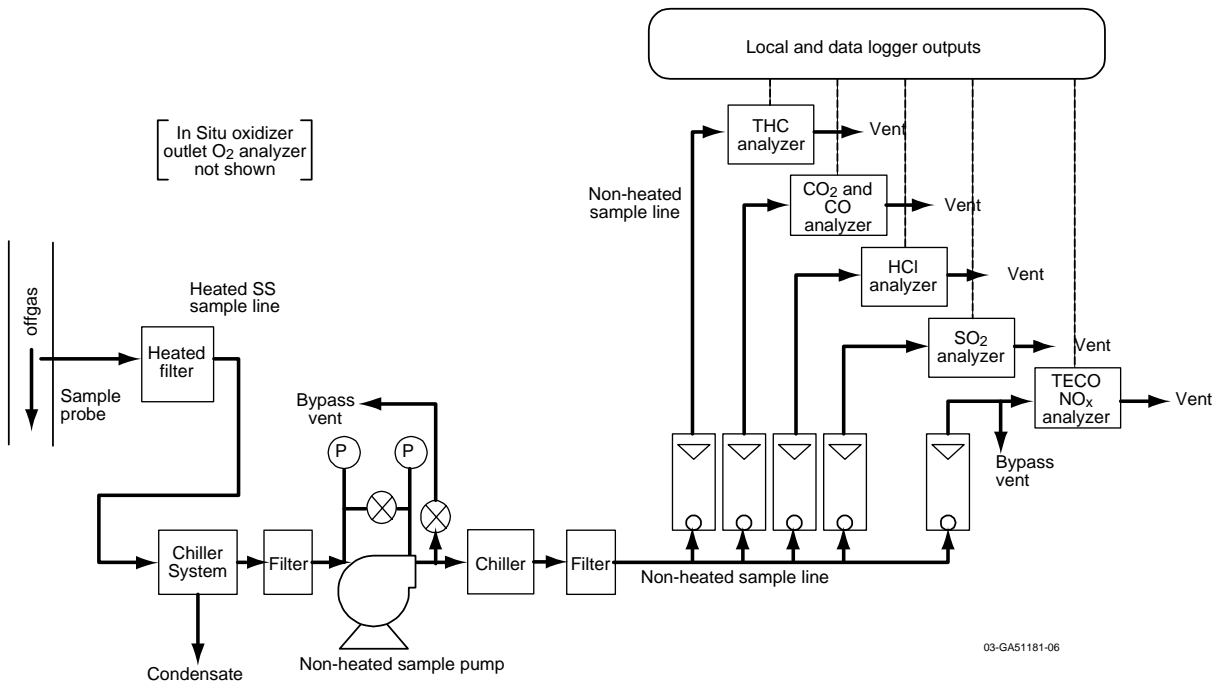 Local and data logger outputs
In Situ oxidizer
outlet O2 analyzer
not shown
THC
analyzer
Vent
Non-heated
sample line
CO2 and
CO
analyzer
Vent
HCl
analyzer
Vent
SO2
analyzer
Vent
TECO
NOx
analyzer
Vent
Bypass
vent
offgas
Heated SS
sample line
Heated
filter
Sample
probe
Bypass
vent
P
P
Chiller
System
Filter
Chiller
Filter
Non-heated sample line
Non-heated sample pump
Condensate
03-GA51181-06